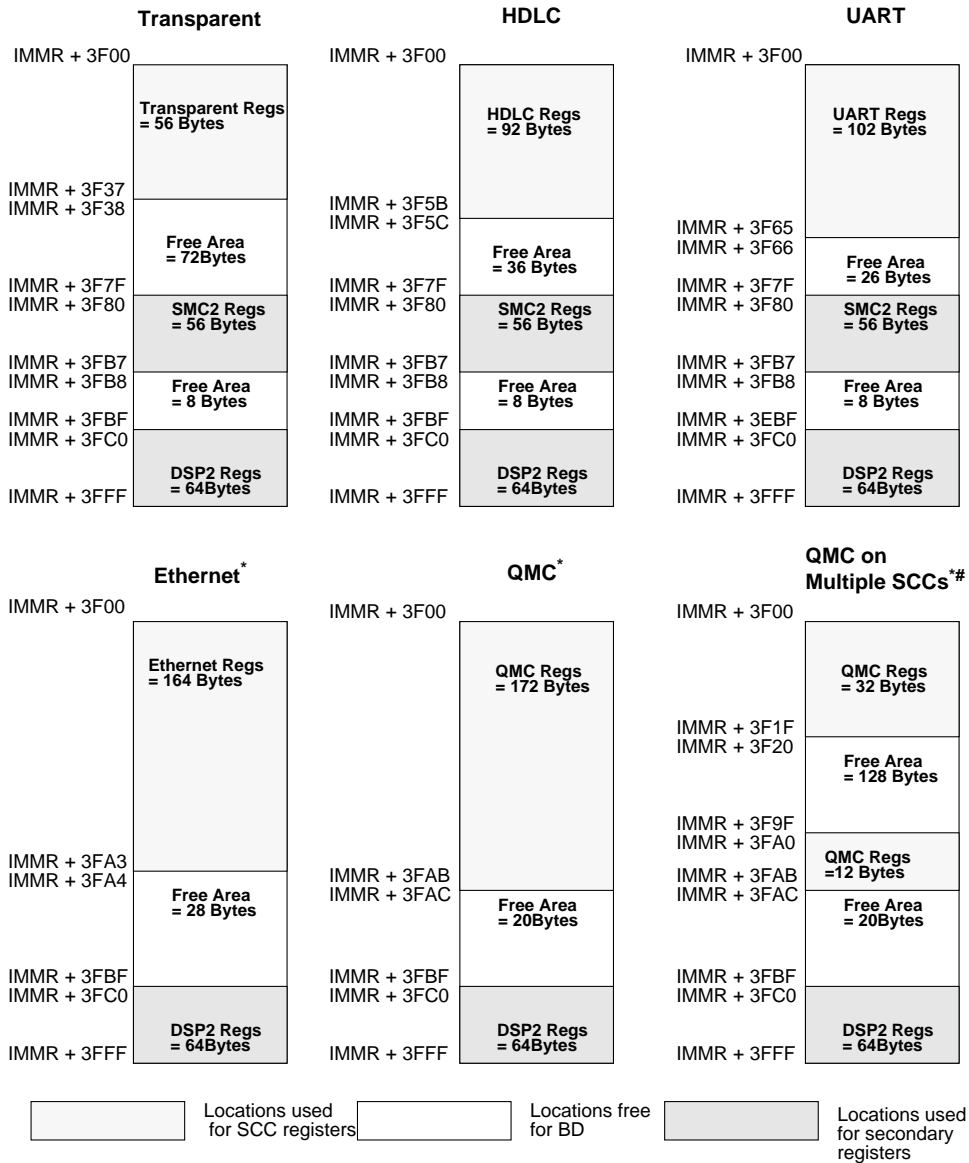 Transparent
IMMR + 3F00
Transparent Regs
= 56 Bytes
IMMR + 3F37
IMMR + 3F38
Free Area
= 72Bytes
IMMR + 3F7F
IMMR + 3F80
SMC2 Regs
= 56 Bytes
IMMR + 3FB7
IMMR + 3FB8
Free Area
= 8 Bytes
IMMR + 3FBF
IMMR + 3FC0
DSP2 Regs
= 64Bytes
IMMR + 3FFF
HDLC
IMMR + 3F00
HDLC Regs
= 92 Bytes
IMMR + 3F5B
IMMR + 3F5C
Free Area
= 36 Bytes
IMMR + 3F7F
IMMR + 3F80
SMC2 Regs
= 56 Bytes
IMMR + 3FB7
IMMR + 3FB8
Free Area
= 8 Bytes
IMMR + 3FBF
IMMR + 3FC0
DSP2 Regs
= 64Bytes
IMMR + 3FFF
UART
IMMR + 3F00
UART Regs
= 102 Bytes
IMMR + 3F65
IMMR + 3F66
Free Area
= 26 Bytes
IMMR + 3F7F
IMMR + 3F80
SMC2 Regs
= 56 Bytes
IMMR + 3FB7
IMMR + 3FB8
Free Area
= 8 Bytes
IMMR + 3EBF
IMMR + 3FC0
DSP2 Regs
= 64Bytes
IMMR + 3FFF
Ethernet*
IMMR + 3F00
Ethernet Regs
= 164 Bytes
IMMR + 3FA3
IMMR + 3FA4
Free Area
= 28 Bytes
IMMR + 3FBF
IMMR + 3FC0
DSP2 Regs
= 64Bytes
IMMR + 3FFF
QMC*
IMMR + 3F00
QMC Regs
= 172 Bytes
IMMR + 3FAB
IMMR + 3FAC
Free Area
= 20Bytes
IMMR + 3FBF
IMMR + 3FC0
DSP2 Regs
= 64Bytes
IMMR + 3FFF
QMC on
Multiple SCCs*#
IMMR + 3F00
QMC Regs
= 32 Bytes
IMMR + 3F1F
IMMR + 3F20
Free Area
= 128 Bytes
IMMR + 3F9F
IMMR + 3FA0
QMC Regs
=12 Bytes
IMMR + 3FAB
IMMR + 3FAC
Free Area
= 20Bytes
IMMR + 3FBF
IMMR + 3FC0
DSP2 Regs
= 64Bytes
IMMR + 3FFF
Locations used
for SCC registers
Locations free
for BD
Locations used
for secondary
registers